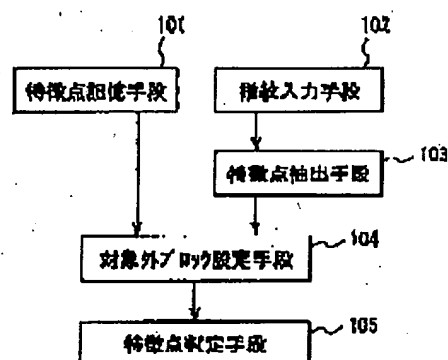 101
102
特徴点記憶手段
指紋入力手段
103
特徴点抽出手段
104
対象外ブロック設定手段
105
特徴点判定手段